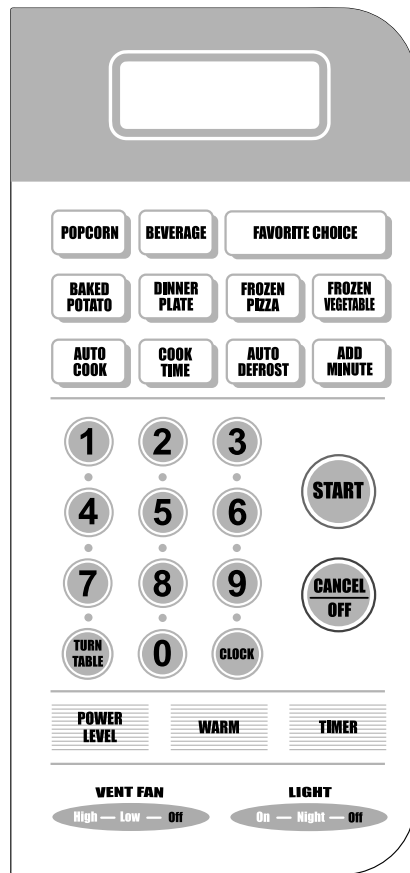 POPCORN BEVERAGE FAVORITE CHOICE
BAKED POTATO DINNER PLATE FROZEN PIZZA FROZEN VEGETABLE
AUTO COOK COOK TIME AUTO DEFROST ADD MINUTE
1 2 3
START
4 5 6
7 8 9
CANCEL
OFF
TURN TABLE 0 CLOCK
POWER LEVEL WARM TIMER
VENT FAN LIGHT
High — Low — Off On — Night — Off